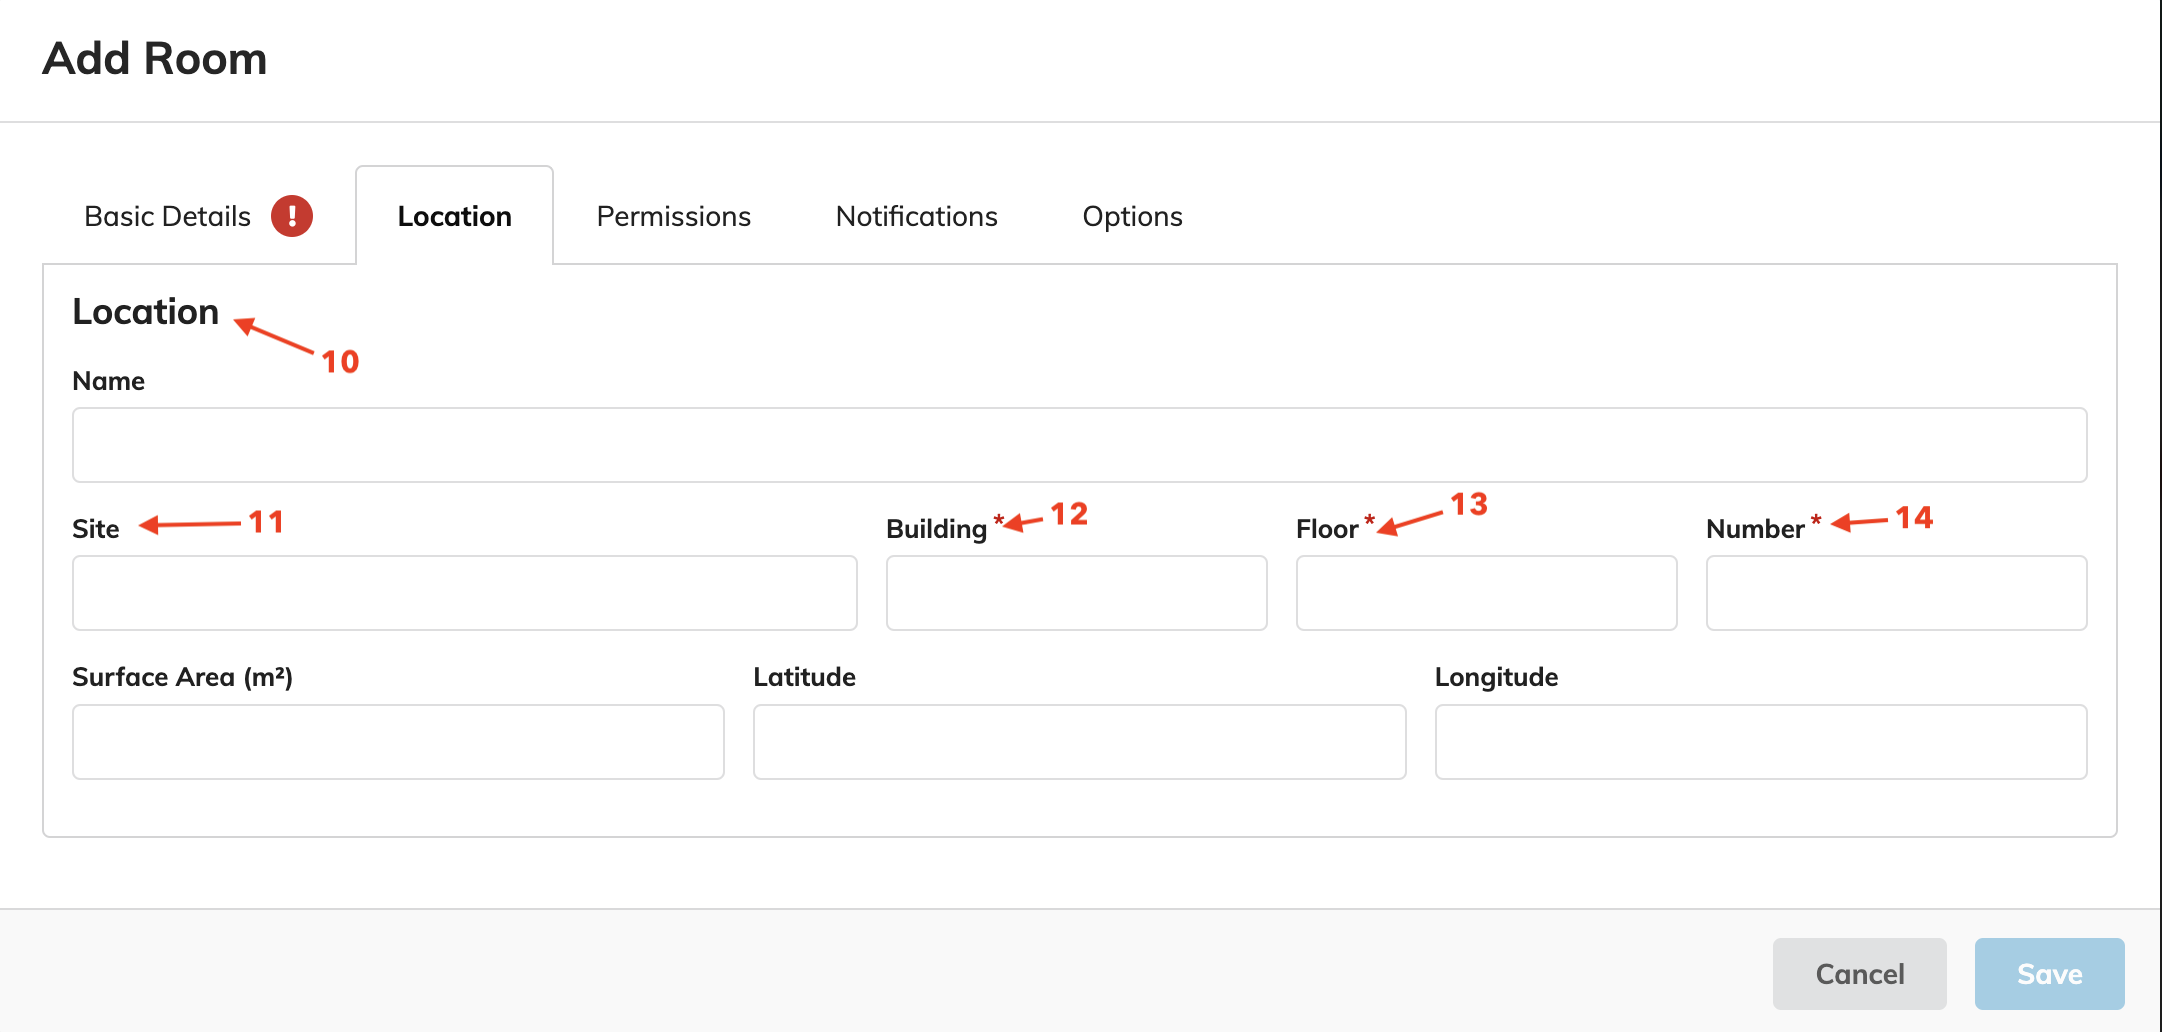 Add Room
Basic Details ! Location Permissions Notifications Options
Location
10
Name
Site 11 Building * 12 Floor * 13 Number * 14
Surface Area (m²) Latitude Longitude
Cancel Save